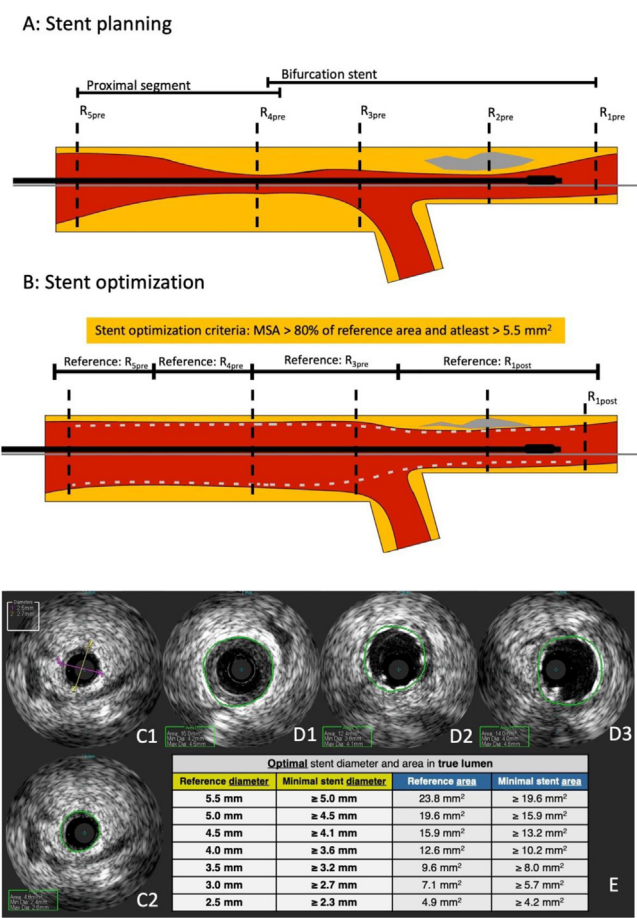 A: Stent planning
Bifurcation stent
Proximal segment
R5pre
R4pre
R3pre
R2pre
R1pre
B: Stent optimization
Stent optimization criteria: MSA > 80% of reference area and atleast > 5.5 mm²
Reference: R5pre
Reference: R4pre
Reference: R3pre
Reference: R1post
R1post
C1
D1
D2
D3
C2
Optimal stent diameter and area in true lumen
Reference diameter Minimal stent diameter Reference area Minimal stent area
5.5 mm ≥ 5.0 mm 23.8 mm² ≥ 19.6 mm²
5.0 mm ≥ 4.5 mm 19.6 mm² ≥ 15.9 mm²
4.5 mm ≥ 4.1 mm 15.9 mm² ≥ 13.2 mm²
4.0 mm ≥ 3.6 mm 12.6 mm² ≥ 10.2 mm²
3.5 mm ≥ 3.2 mm 9.6 mm² ≥ 8.0 mm²
3.0 mm ≥ 2.7 mm 7.1 mm² ≥ 5.7 mm²
2.5 mm ≥ 2.3 mm 4.9 mm² ≥ 4.2 mm²
E